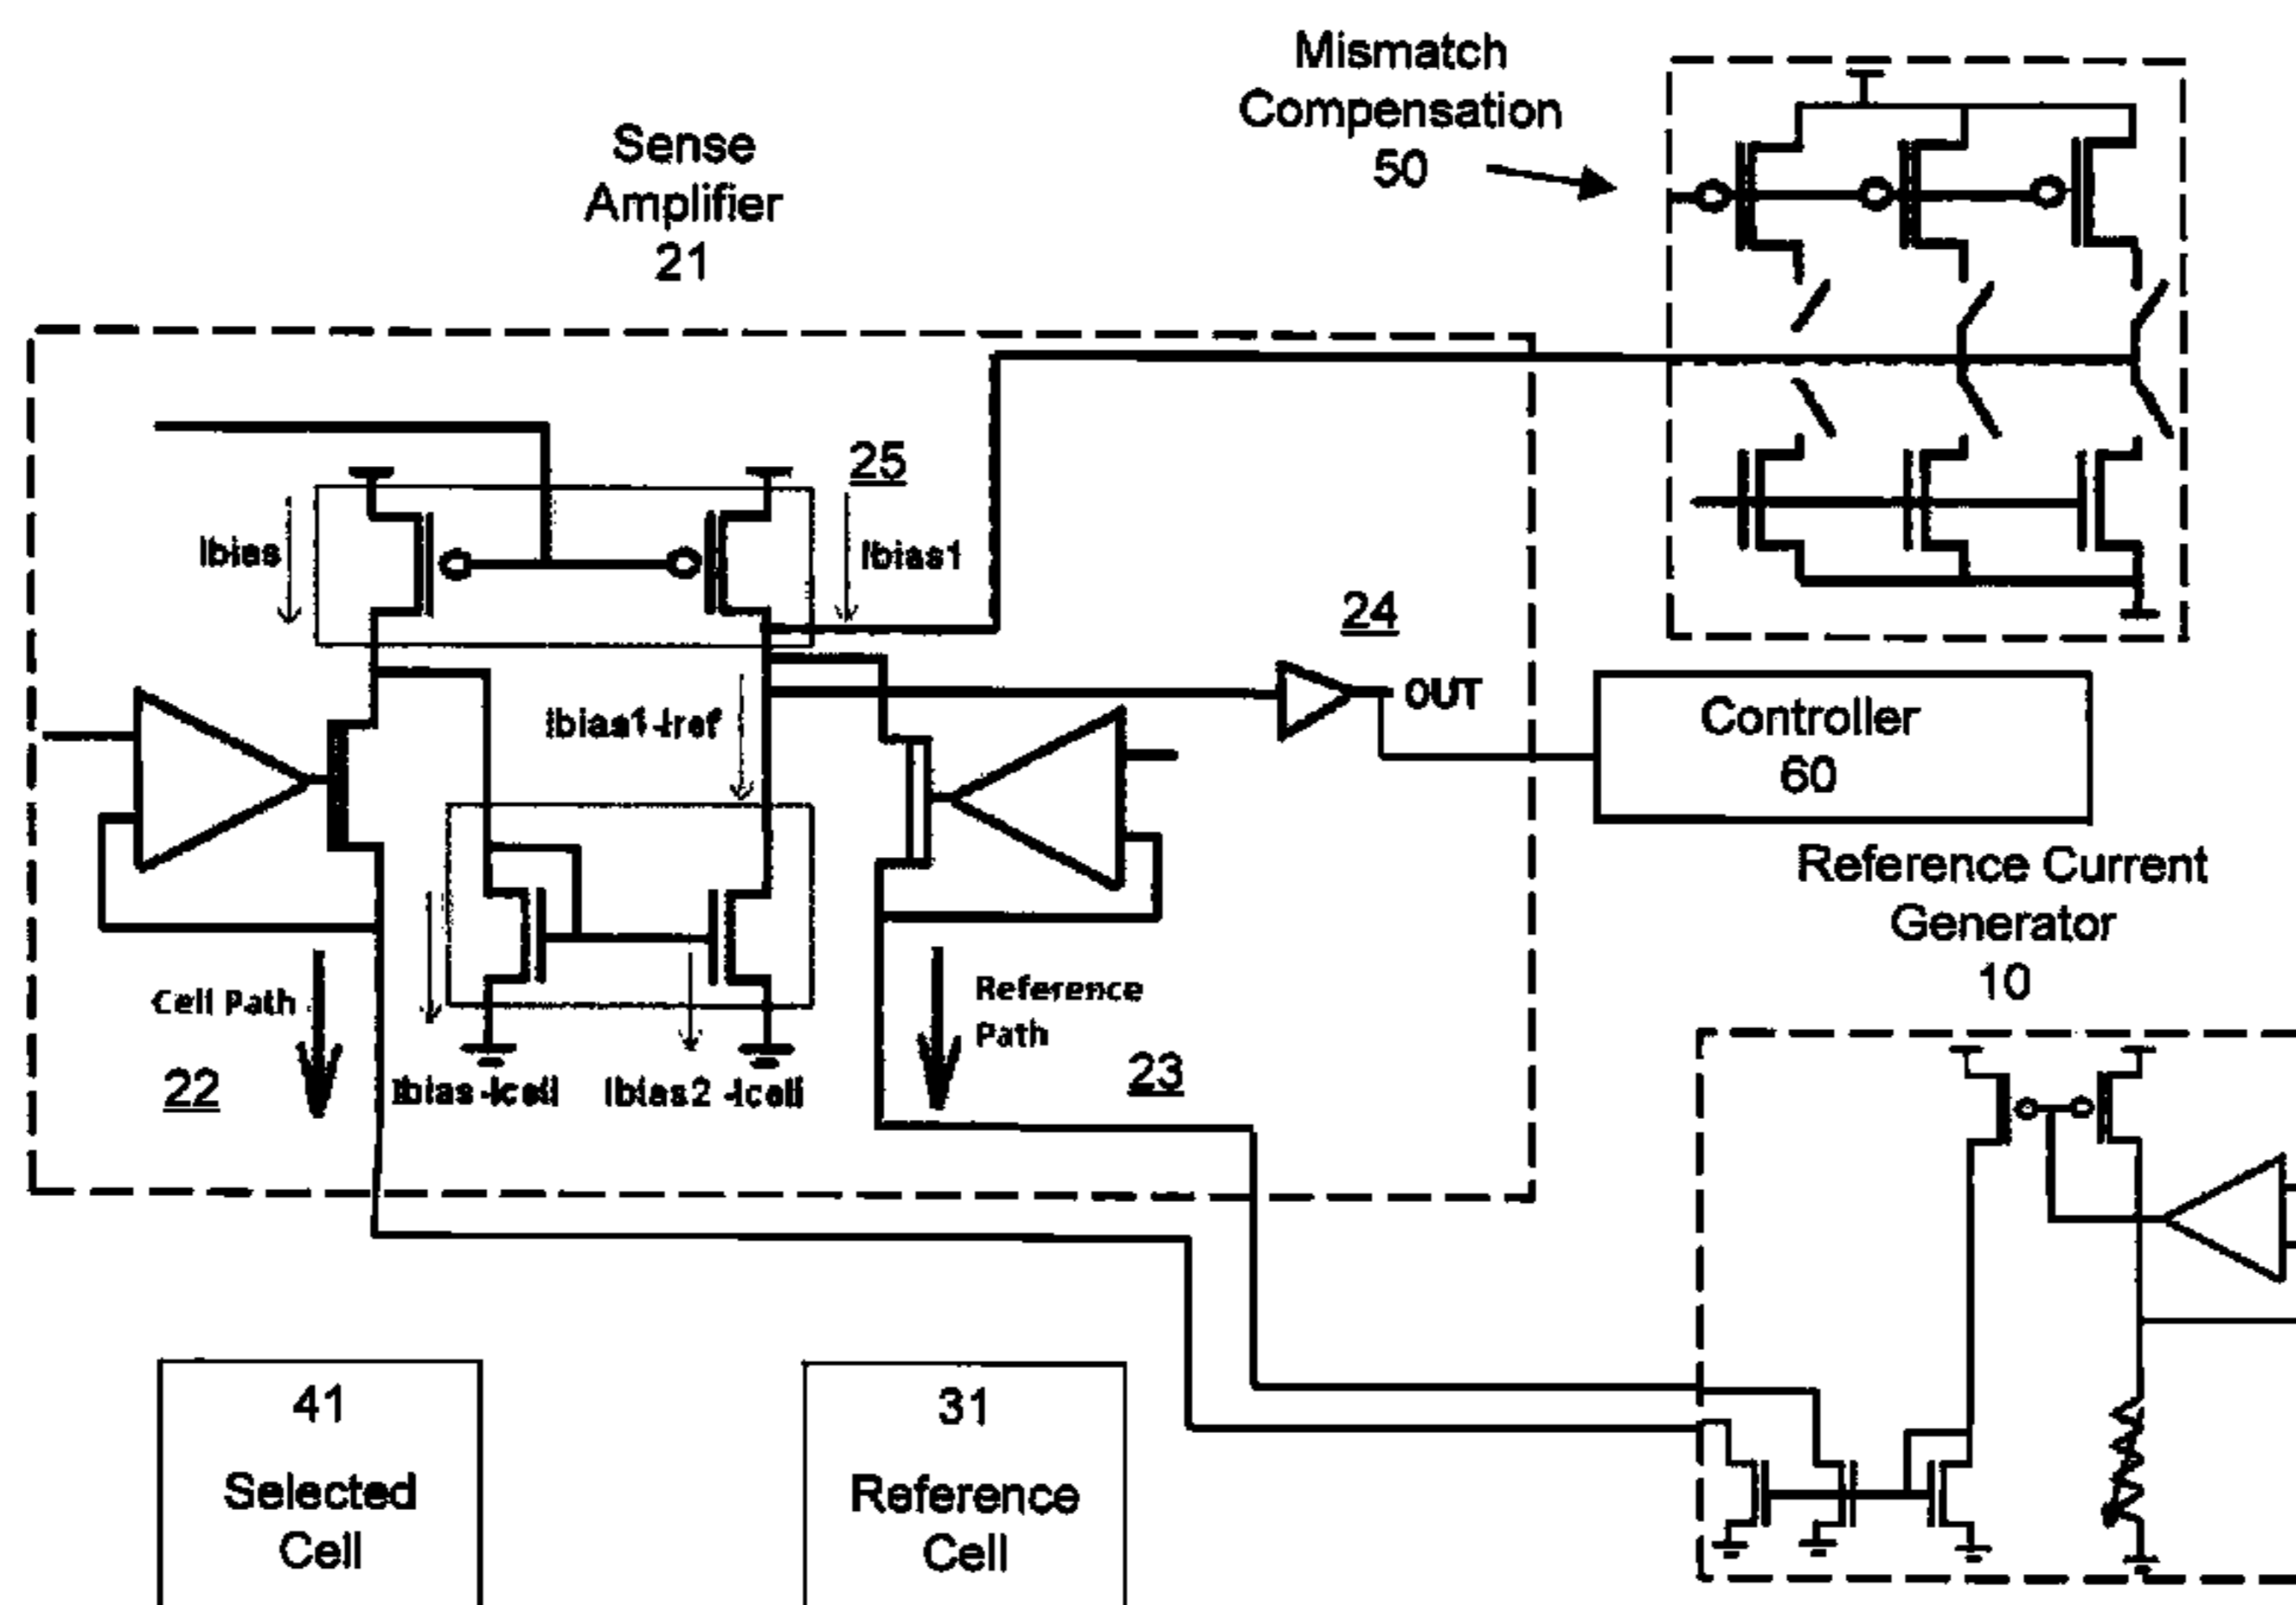 Mismatch
Compensation
50
Sense
Amplifier
21
25
Ibias
Ibias1
24
OUT
Ibias1-Iref
Controller
60
Reference Current
Generator
10
Cell Path
Reference
Path
22
23
Ibias-Icell
Ibias2 -Icell
41
Selected
Cell
31
Reference
Cell